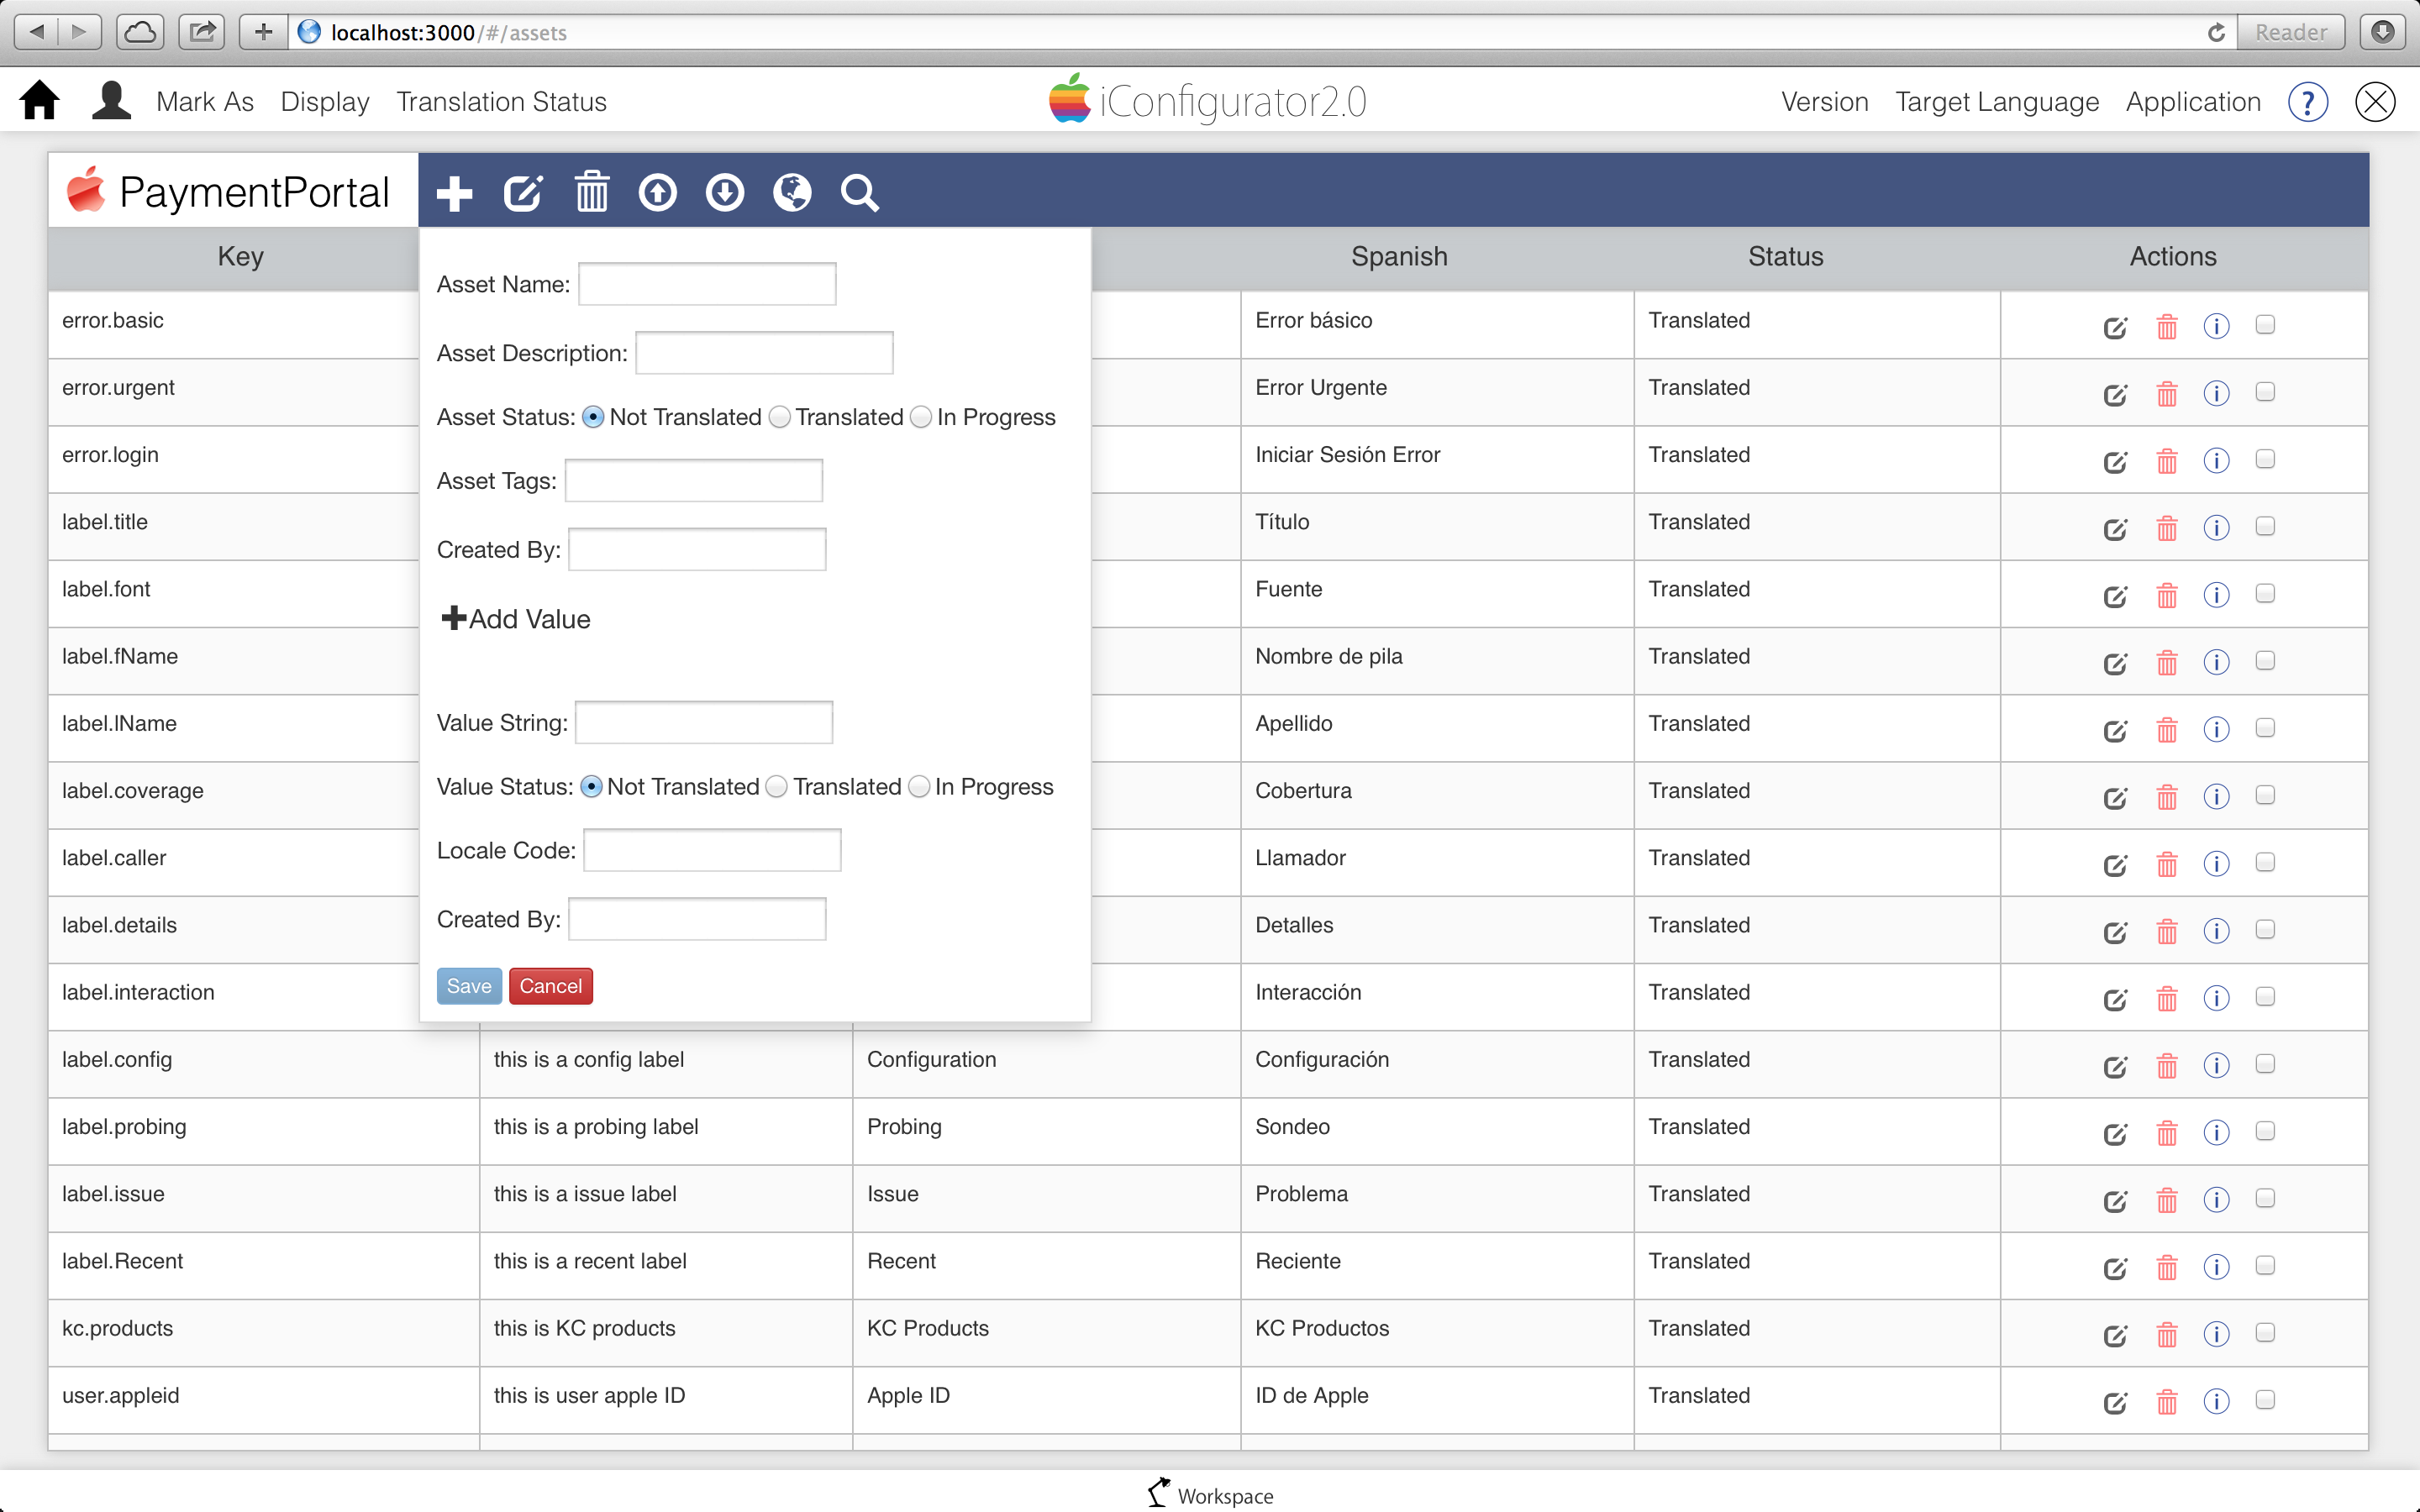 localhost:3000/#/assets
Reader
Mark As Display Translation Status
iConfigurator2.0
Version Target Language Application ?
PaymentPortal
Key Spanish Status Actions
Asset Name:
Asset Description:
Asset Status: Not Translated Translated In Progress
Asset Tags:
Created By:
Add Value
Value String:
Value Status: Not Translated Translated In Progress
Locale Code:
Created By:
Save Cancel
error.basic Error básico Translated
error.urgent Error Urgente Translated
error.login Iniciar Sesión Error Translated
label.title Título Translated
label.font Fuente Translated
label.fName Nombre de pila Translated
label.lName Apellido Translated
label.coverage Cobertura Translated
label.caller Llamador Translated
label.details Detalles Translated
label.interaction Interacción Translated
label.config this is a config label Configuration Configuración Translated
label.probing this is a probing label Probing Sondeo Translated
label.issue this is a issue label Issue Problema Translated
label.Recent this is a recent label Recent Reciente Translated
kc.products this is KC products KC Products KC Productos Translated
user.appleid this is user apple ID Apple ID ID de Apple Translated
Workspace